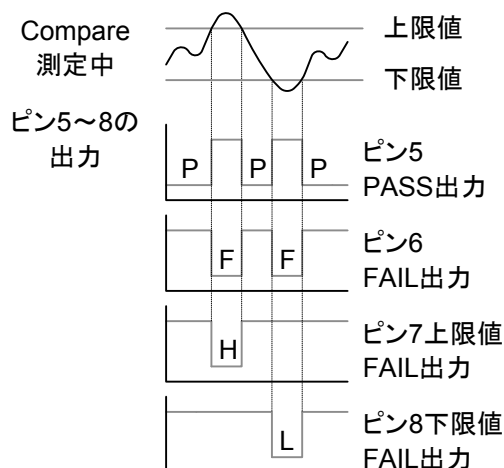 Compare
測定中
上限値
下限値
ピン5～8の
出力
P
P
P
ピン5
PASS出力
F
F
ピン6
FAIL出力
H
ピン7上限値
FAIL出力
L
ピン8下限値
FAIL出力